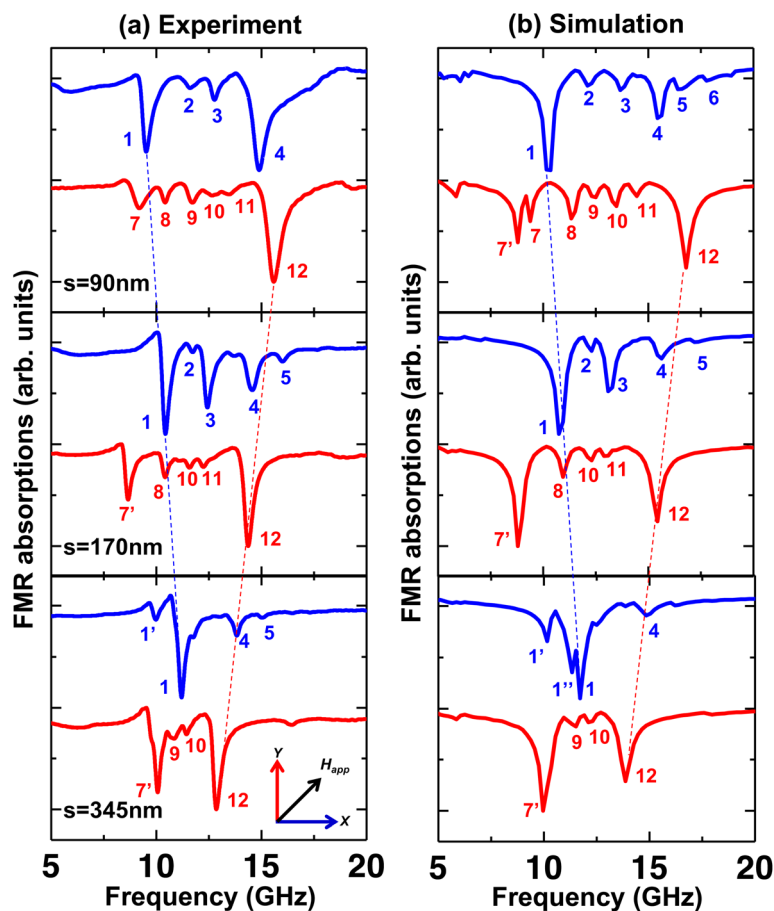 (a) Experiment
(b) Simulation
FMR absorptions (arb. units)
1 2 3 4
7 8 9 10 11 12
s=90nm
1 2 3 4 5
7’ 8 10 11 12
s=170nm
1’ 1 4 5
7’ 9 10 12
s=345nm
Y
H app
X
5 10 15 20
Frequency (GHz)
FMR absorptions (arb. units)
1 2 3 4 5 6
7’ 7 8 9 10 11 12
1 2 3 4 5
7’ 8 10 11 12
1’ 1’’ 1 4
7’ 9 10 12
5 10 15 20
Frequency (GHz)